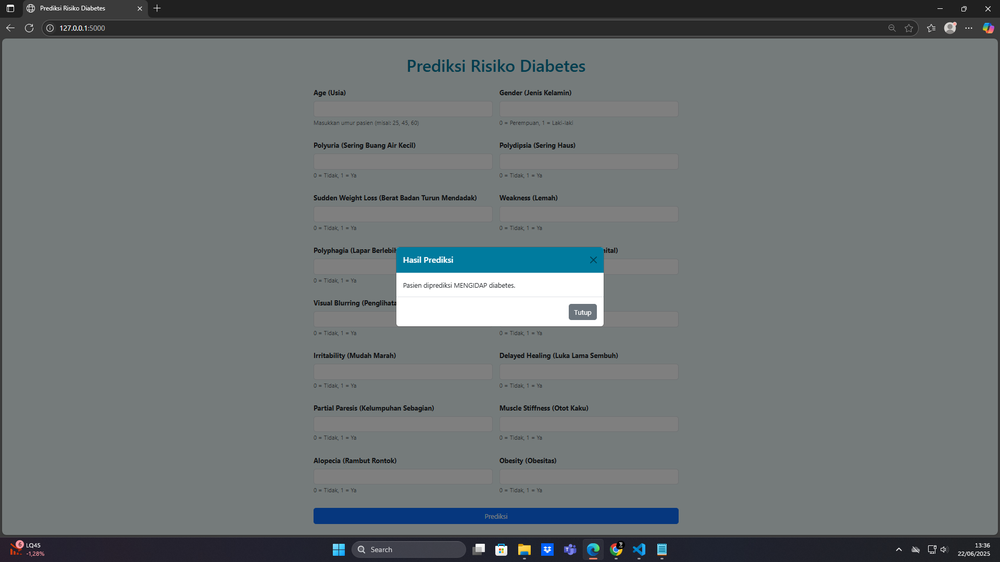 Prediksi Risiko Diabetes
127.0.0.1:5000
Prediksi Risiko Diabetes
Age (Usia)
Gender (Jenis Kelamin)
Masukkan umur pasien (misal: 25, 45, 60)
0 = Perempuan, 1 = Laki-laki
Polyuria (Sering Buang Air Kecil)
Polydipsia (Sering Haus)
0 = Tidak, 1 = Ya
0 = Tidak, 1 = Ya
Sudden Weight Loss (Berat Badan Turun Mendadak)
Weakness (Lemah)
0 = Tidak, 1 = Ya
0 = Tidak, 1 = Ya
Polyphagia (Lapar
0 = Tidak, 1 = Ya
Hasil Prediksi
Pasien diprediksi MENGIDAP diabetes.
Tutup
Visual Blurring
0 = Tidak, 1 = Ya
0 = Tidak, 1 = Ya
Irritability (Mudah Marah)
Delayed Healing (Luka Lama Sembuh)
0 = Tidak, 1 = Ya
0 = Tidak, 1 = Ya
Partial Paresis (Kelumpuhan Sebagian)
Muscle Stiffness (Otot Kaku)
0 = Tidak, 1 = Ya
0 = Tidak, 1 = Ya
Alopecia (Rambut Rontok)
Obesity (Obesitas)
0 = Tidak, 1 = Ya
0 = Tidak, 1 = Ya
Prediksi
6
LQ45
-1,28%
Search
13:36
22/06/2025